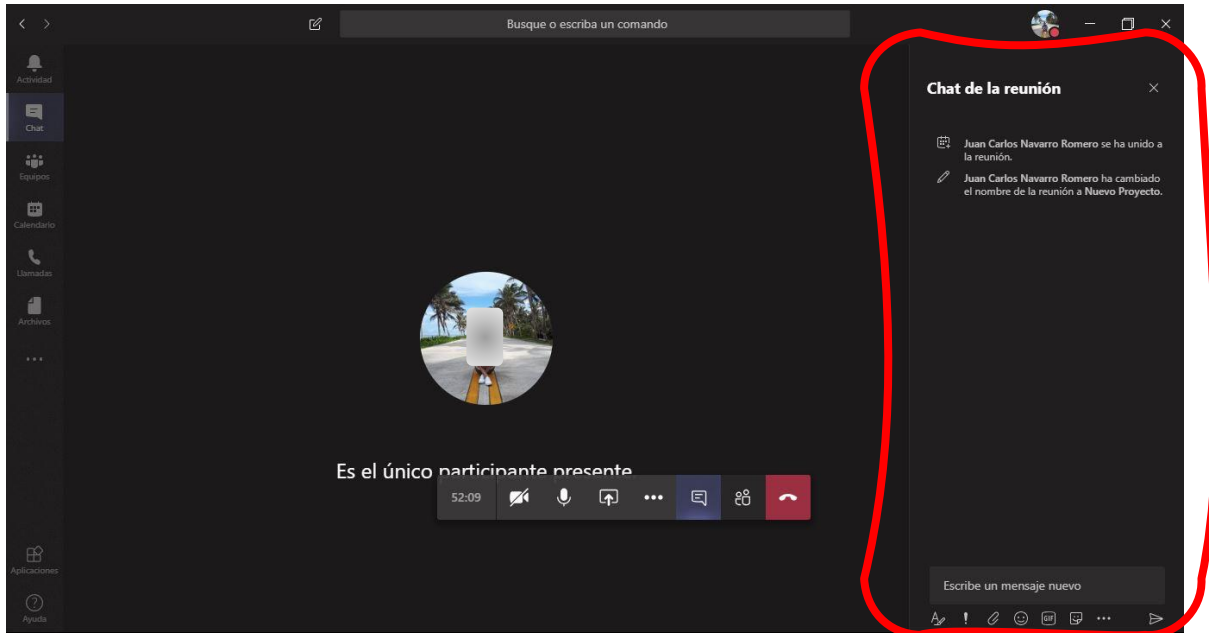 Busque o escriba un comando
Actividad
Chat
Equipos
Calendario
Llamadas
Archivos
Aplicaciones
Ayuda
Es el único participante presente.
52:09
Chat de la reunión
Juan Carlos Navarro Romero se ha unido a
la reunión.
Juan Carlos Navarro Romero ha cambiado
el nombre de la reunión a Nuevo Proyecto.
Escribe un mensaje nuevo
GIF